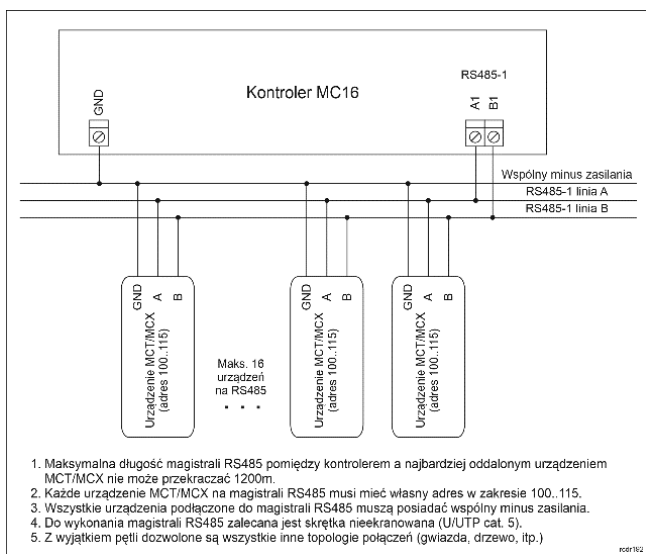 Kontroler MC16
RS485-1
GND
A1
B1
Wspólny minus zasilania
RS485-1 linia A
RS485-1 linia B
GND
A
B
Urządzenie MCT/MCX
(adres 100..115)
Maks. 16
urządzeń
na RS485
. . .
GND
A
B
Urządzenie MCT/MCX
(adres 100..115)
GND
A
B
Urządzenie MCT/MCX
(adres 100..115)
1. Maksymalna długość magistrali RS485 pomiędzy kontrolerem a najbardziej oddalonym urządzeniem
MCT/MCX nie może przekraczać 1200m.
2. Każde urządzenie MCT/MCX na magistrali RS485 musi mieć własny adres w zakresie 100..115.
3. Wszystkie urządzenia podłączone do magistrali RS485 muszą posiadać wspólny minus zasilania.
4. Do wykonania magistrali RS485 zalecana jest skrętka nieekranowana (U/UTP cat. 5).
5. Z wyjątkiem pętli dozwolone są wszystkie inne topologie połączeń (gwiazda, drzewo, itp.)